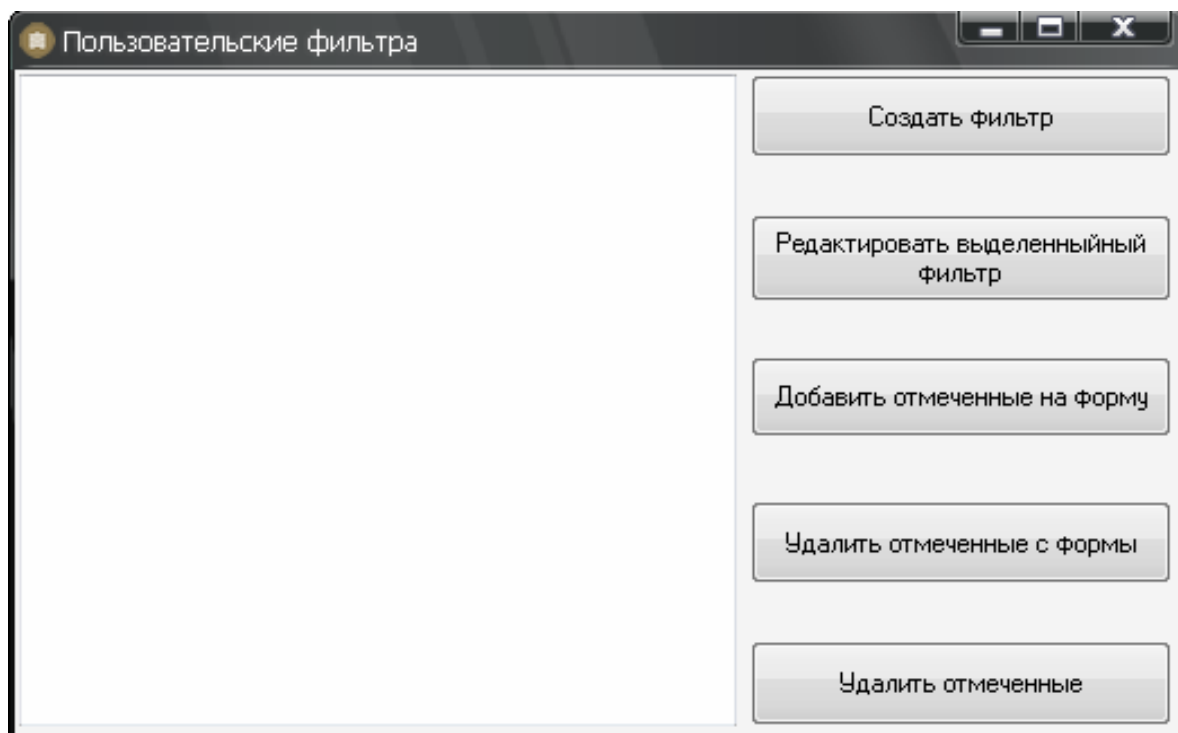 Пользовательские фильтра
Создать фильтр
Редактировать выделенныйный
фильтр
Добавить отмеченные на форму
Удалить отмеченные с формы
Удалить отмеченные